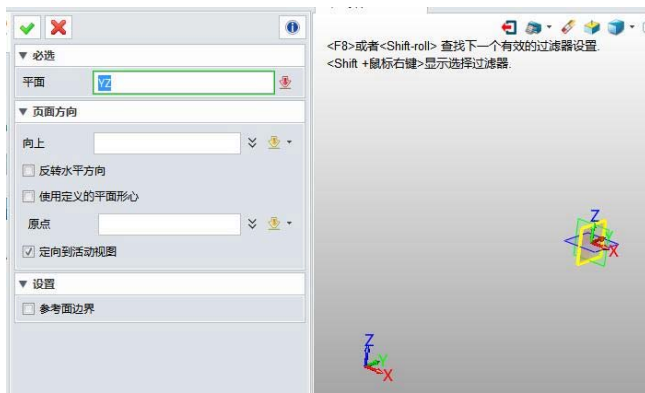 ▼ 必选
平面 YZ
▼ 页面方向
向上
反转水平方向
使用定义的平面形心
原点
定向到活动视图
▼ 设置
参考面边界
<F8>或者<Shift-roll> 查找下一个有效的过滤器设置.
<Shift +鼠标右键>显示选择过滤器.
Z
Y
X
Z
Y
X